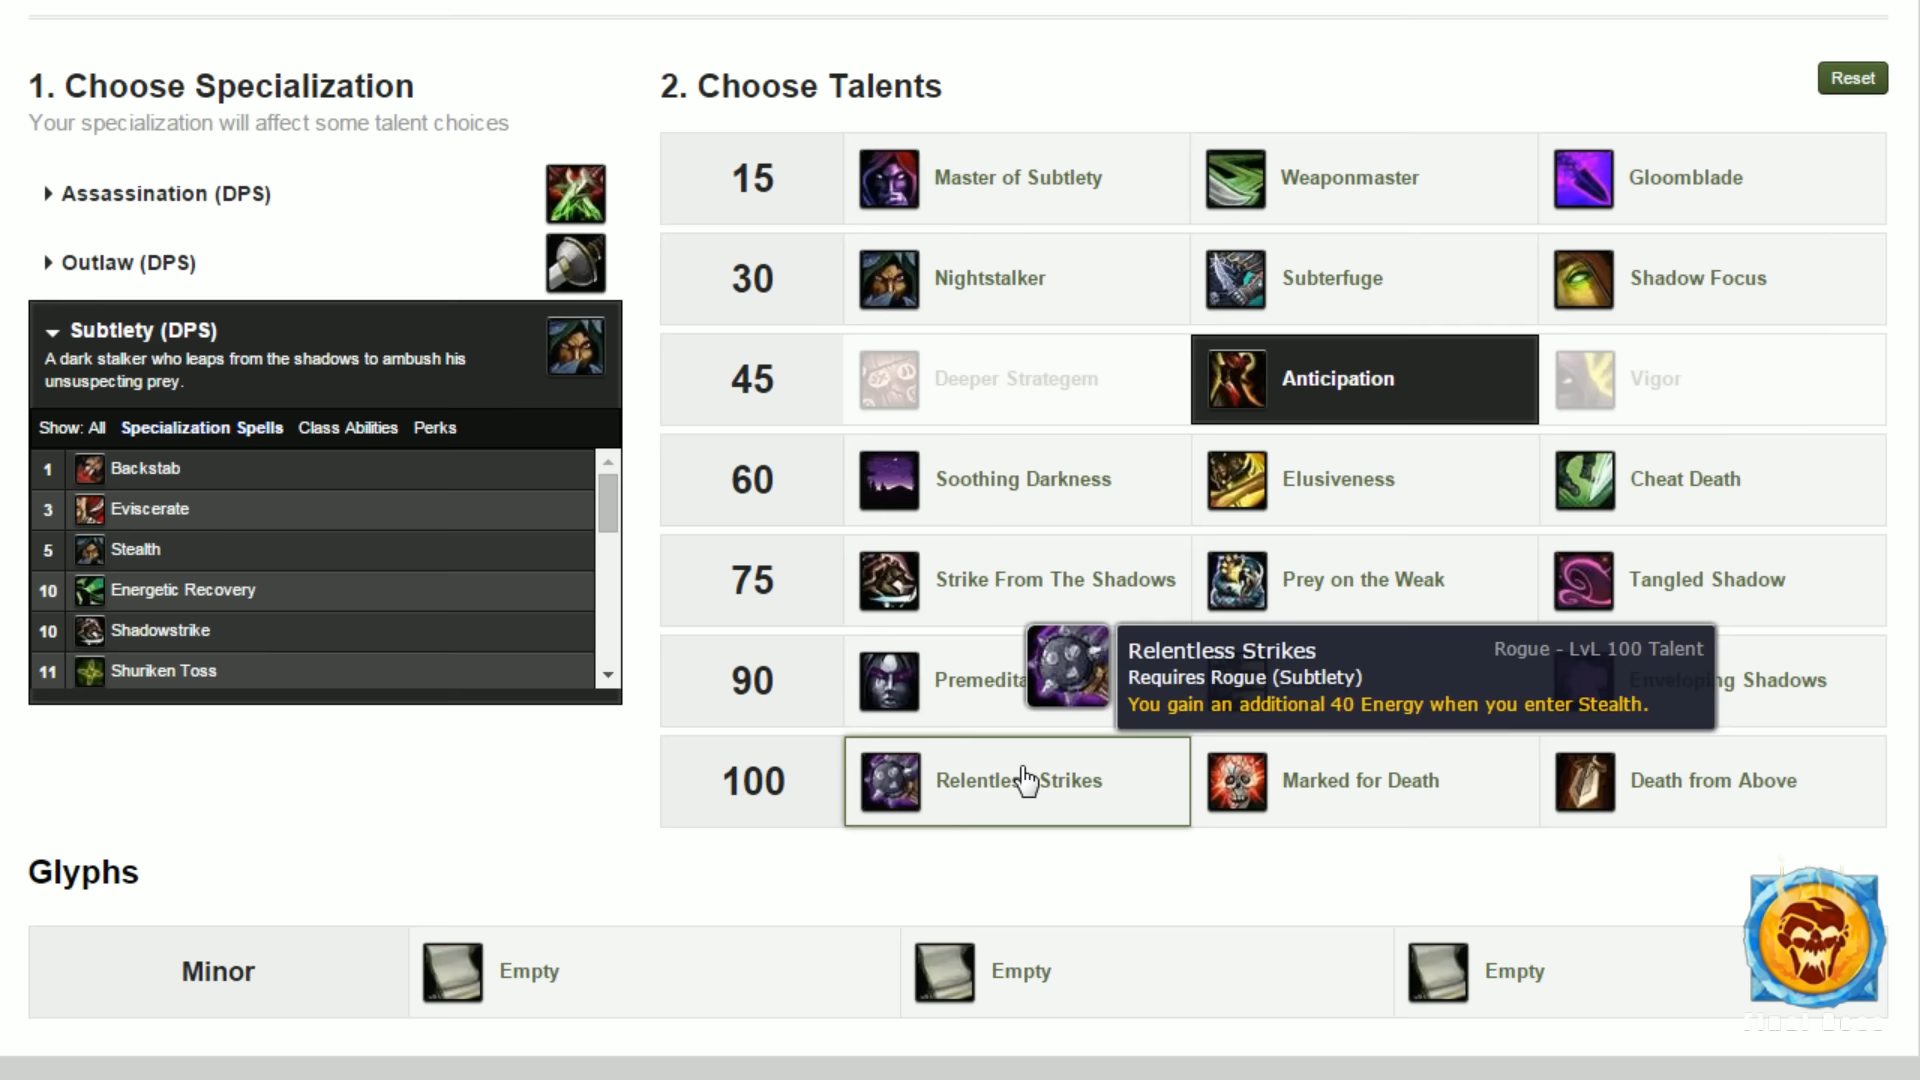 1. Choose Specialization
Your specialization will affect some talent choices
Assassination (DPS)
Outlaw (DPS)
Subtlety (DPS)
A dark stalker who leaps from the shadows to ambush his
unsuspecting prey.
Show: All Specialization Spells Class Abilities Perks
1 Backstab
3 Eviscerate
5 Stealth
10 Energetic Recovery
10 Shadowstrike
11 Shuriken Toss
2. Choose Talents
Reset
15 Master of Subtlety Weaponmaster Gloomblade
30 Nightstalker Subterfuge Shadow Focus
45 Deeper Strategem Anticipation Vigor
60 Soothing Darkness Elusiveness Cheat Death
75 Strike From The Shadows Prey on the Weak Tangled Shadow
90 Premedita Enveloping Shadows
Relentless Strikes Rogue - LvL 100 Talent
Requires Rogue (Subtlety)
You gain an additional 40 Energy when you enter Stealth.
100 Relentless Strikes Marked for Death Death from Above
Glyphs
Minor Empty Empty Empty